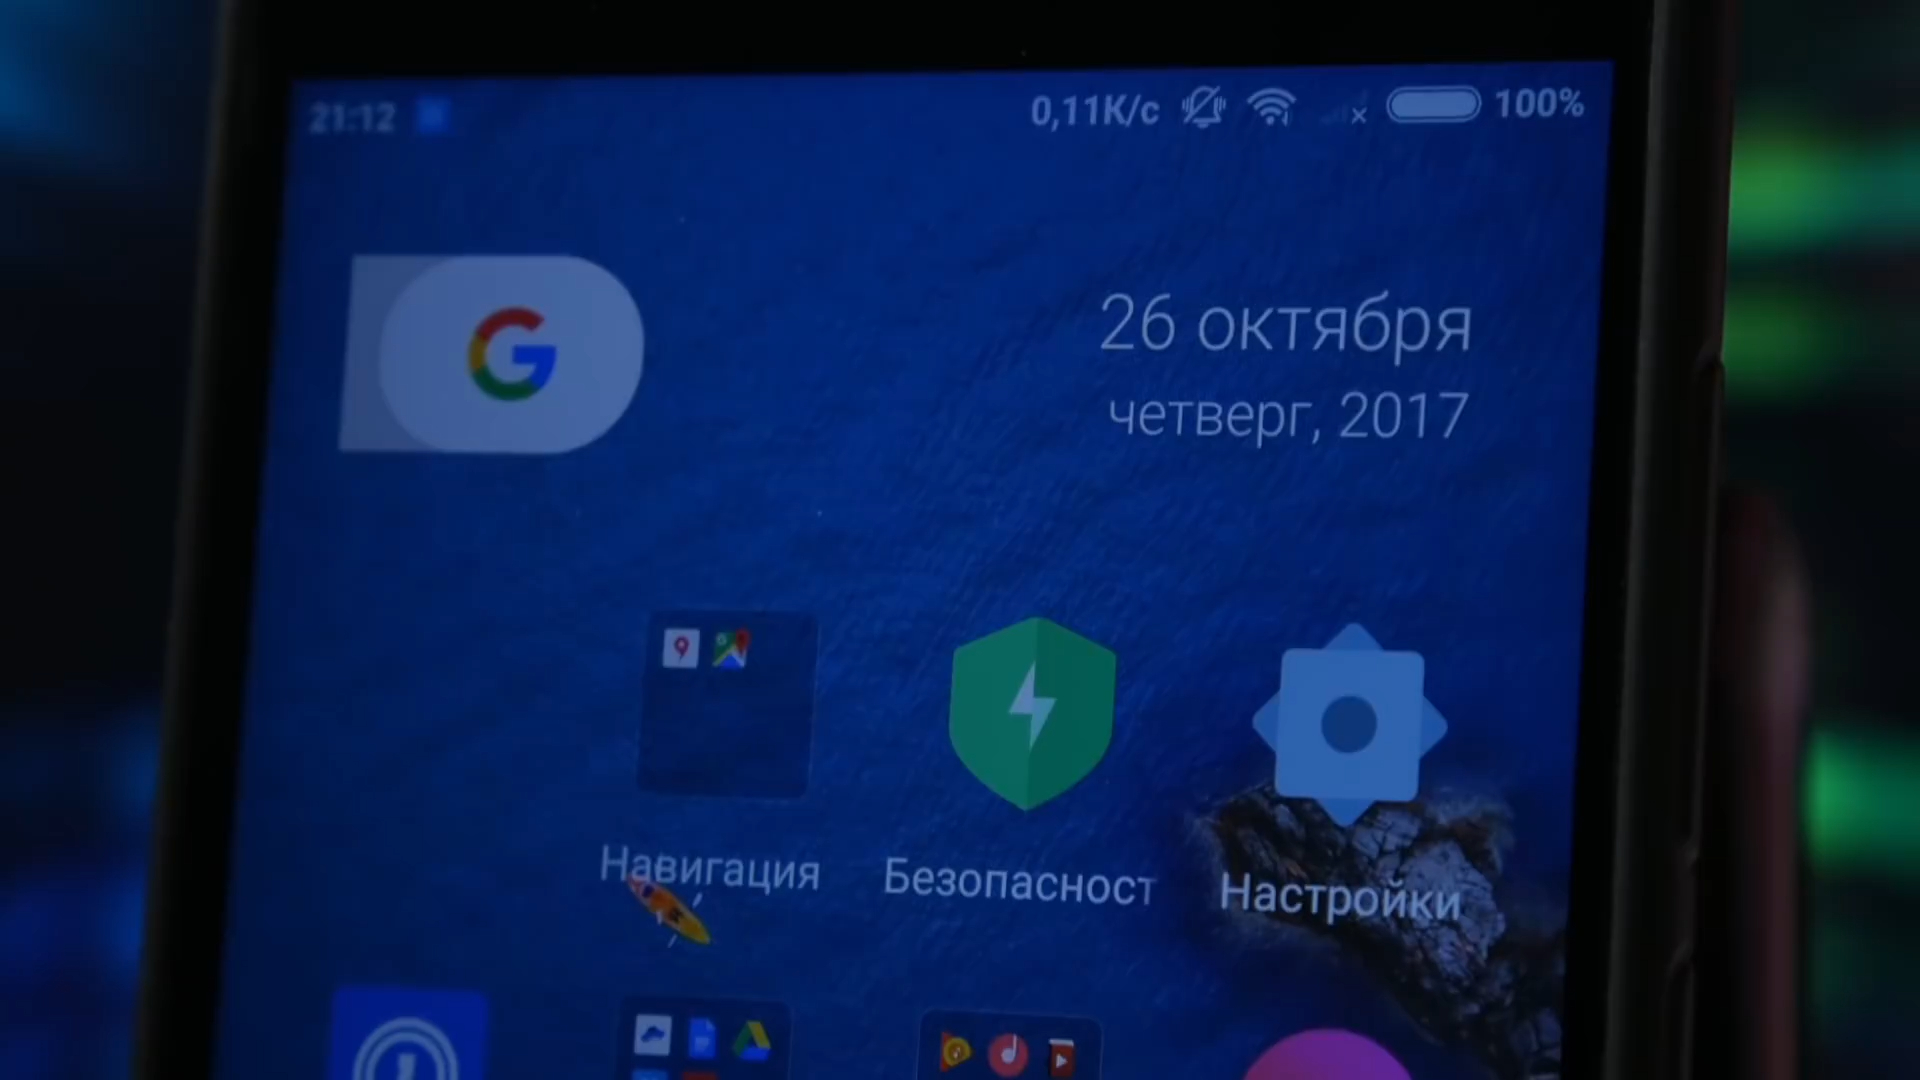 21:12
0,11K/c
100%
26 октября
четверг, 2017
Навигация
Безопасност
Настройки